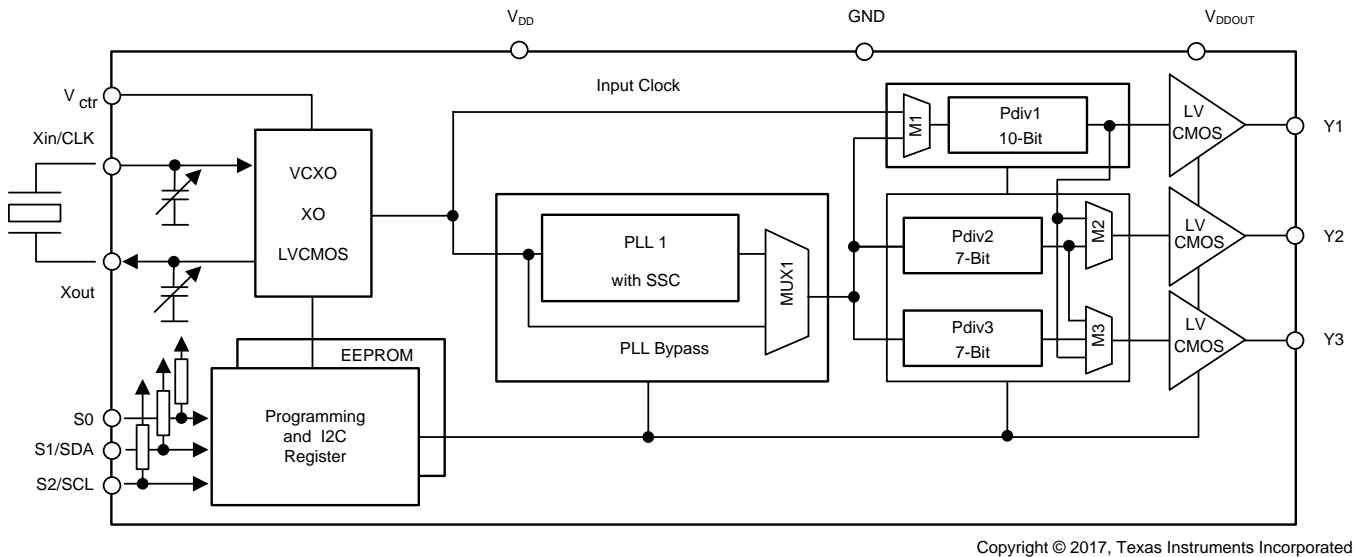 VDD
GND
VDDOUT
V ctr
Input Clock
Xin/CLK
VCXO
XO
LVCMOS
M1
Pdiv1
10-Bit
LV
CMOS
Y1
PLL 1
with SSC
MUX1
PLL Bypass
Pdiv2
7-Bit
M2
LV
CMOS
Y2
Xout
Pdiv3
7-Bit
M3
LV
CMOS
Y3
EEPROM
Programming
and I2C
Register
S0
S1/SDA
S2/SCL
Copyright © 2017, Texas Instruments Incorporated